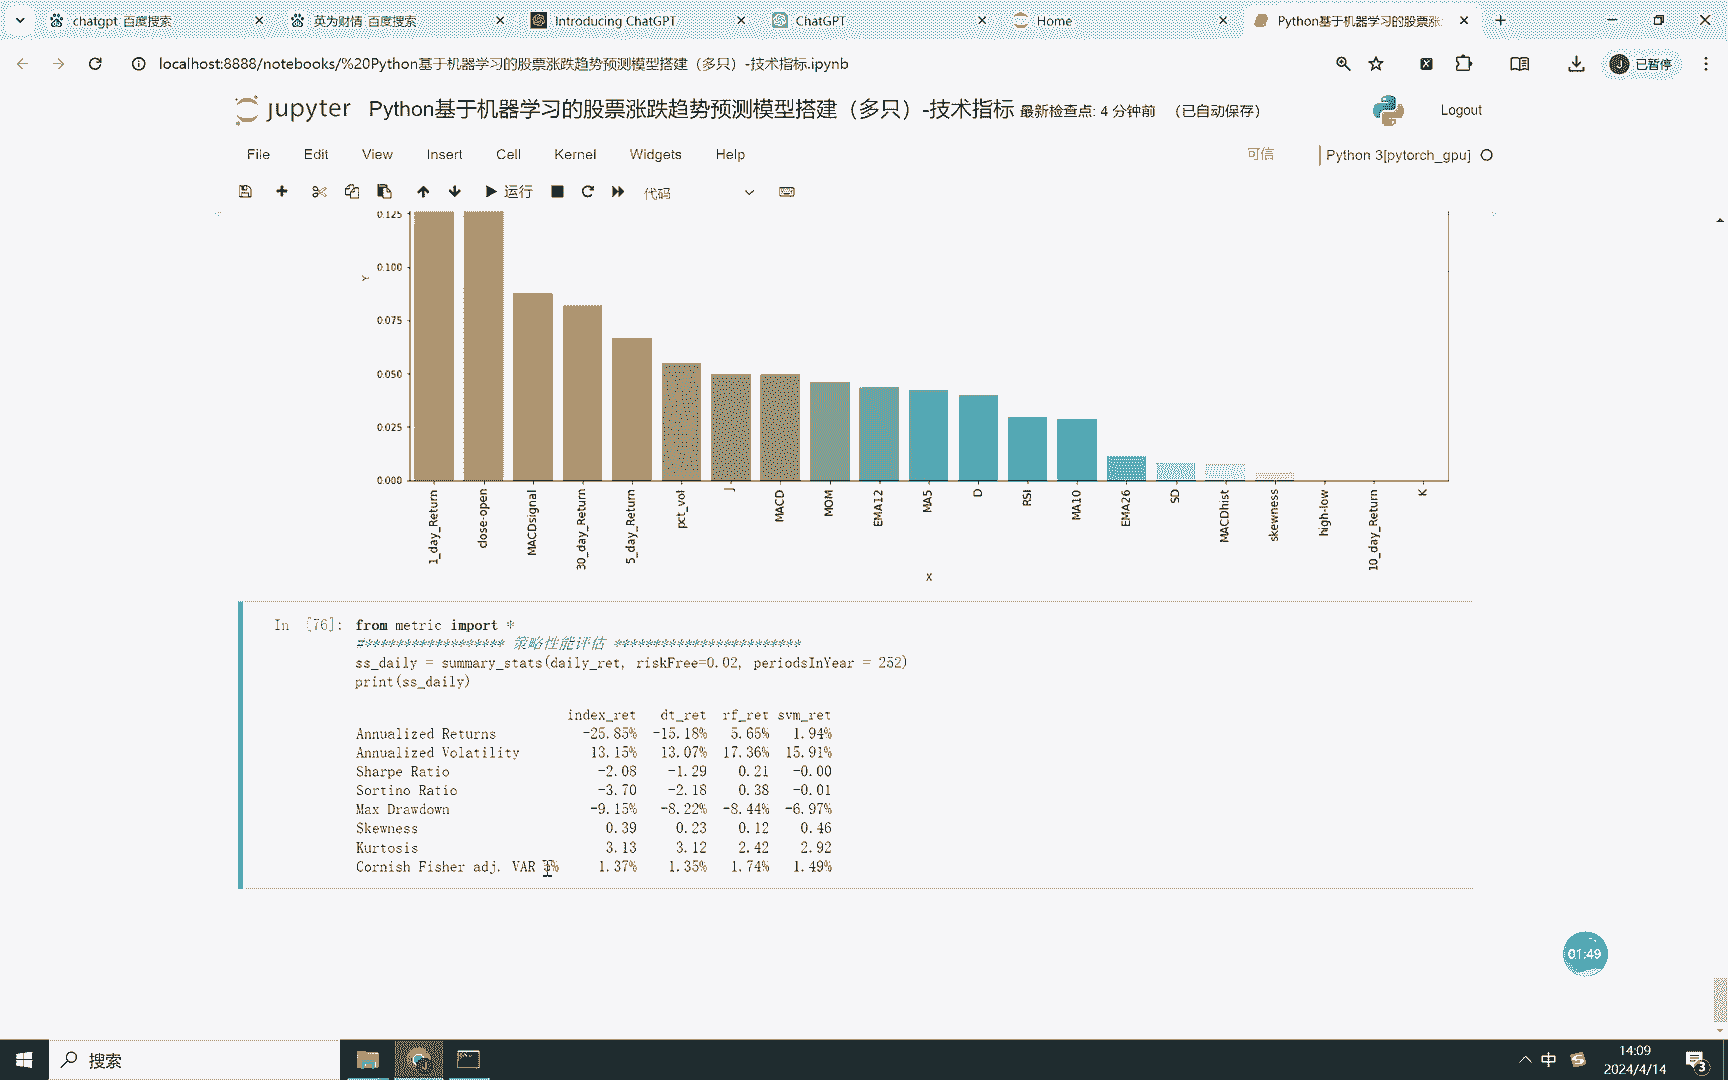 chatgpt_百度搜索
英为财情_百度搜索
Introducing ChatGPT
ChatGPT
Home
Python基于机器学习的股票涨
localhost:8888/notebooks/%20Python基于机器学习的股票涨跌趋势预测模型搭建（多只）-技术指标.ipynb
已暂停
jupyter Python基于机器学习的股票涨跌趋势预测模型搭建（多只）-技术指标 最新检查点: 4 分钟前 （已自动保存）
Logout
File Edit View Insert Cell Kernel Widgets Help
可信
Python 3[pytorch_gpu]
运行
代码
0.125
0.100
0.075
0.050
0.025
0.000
Y
1_day_Return
close-open
MACDsignal
30_day_Return
5_day_Return
pct_vol
J
MACD
MOM
EMA12
MA5
D
RSI
MA10
EMA26
SD
MACDhist
skewness
high-low
10_day_Return
K
X
In [76]: from metric import *
#****************** 策略性能评估 ************************
ss_daily = summary_stats(daily_ret, riskFree=0.02, periodsInYear = 252)
print(ss_daily)
index_ret dt_ret rf_ret svm_ret
Annualized Returns -25.85% -15.18% 5.65% 1.94%
Annualized Volatility 13.15% 13.07% 17.36% 15.91%
Sharpe Ratio -2.08 -1.29 0.21 -0.00
Sortino Ratio -3.70 -2.18 0.38 -0.01
Max Drawdown -9.15% -8.22% -8.44% -6.97%
Skewness 0.39 0.23 0.12 0.46
Kurtosis 3.13 3.12 2.42 2.92
Cornish Fisher adj. VAR % 1.37% 1.35% 1.74% 1.49%
01:49
搜索
中
14:09
2024/4/14
3